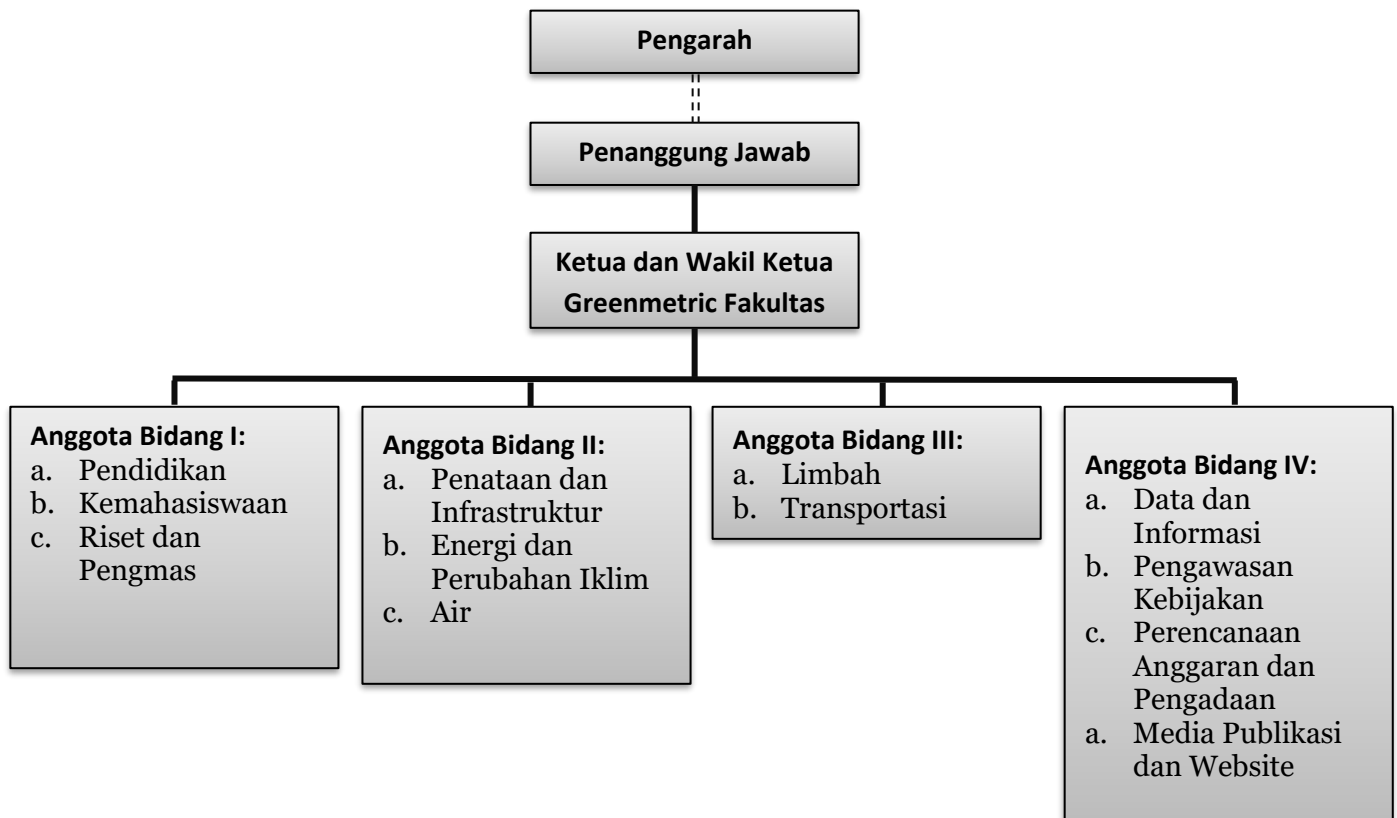 Pengarah
Penanggung Jawab
Ketua dan Wakil Ketua
Greenmetric Fakultas
Anggota Bidang I:
a. Pendidikan
b. Kemahasiswaan
c. Riset dan
Pengmas
Anggota Bidang II:
a. Penataan dan
Infrastruktur
b. Energi dan
Perubahan Iklim
c. Air
Anggota Bidang III:
a. Limbah
b. Transportasi
Anggota Bidang IV:
a. Data dan
Informasi
b. Pengawasan
Kebijakan
c. Perencanaan
Anggaran dan
Pengadaan
a. Media Publikasi
dan Website